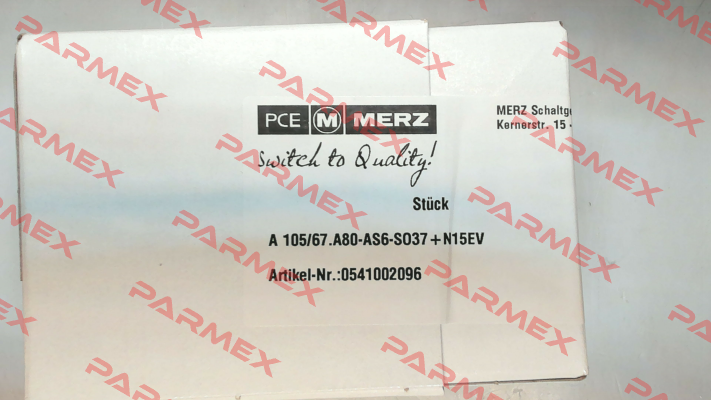 PCE M MERZ
Switch to Quality!
MERZ Schaltge
Kernerstr. 15
Stück
A 105/67.A80-AS6-SO37+N15EV
Artikel-Nr.:0541002096
PARMEX